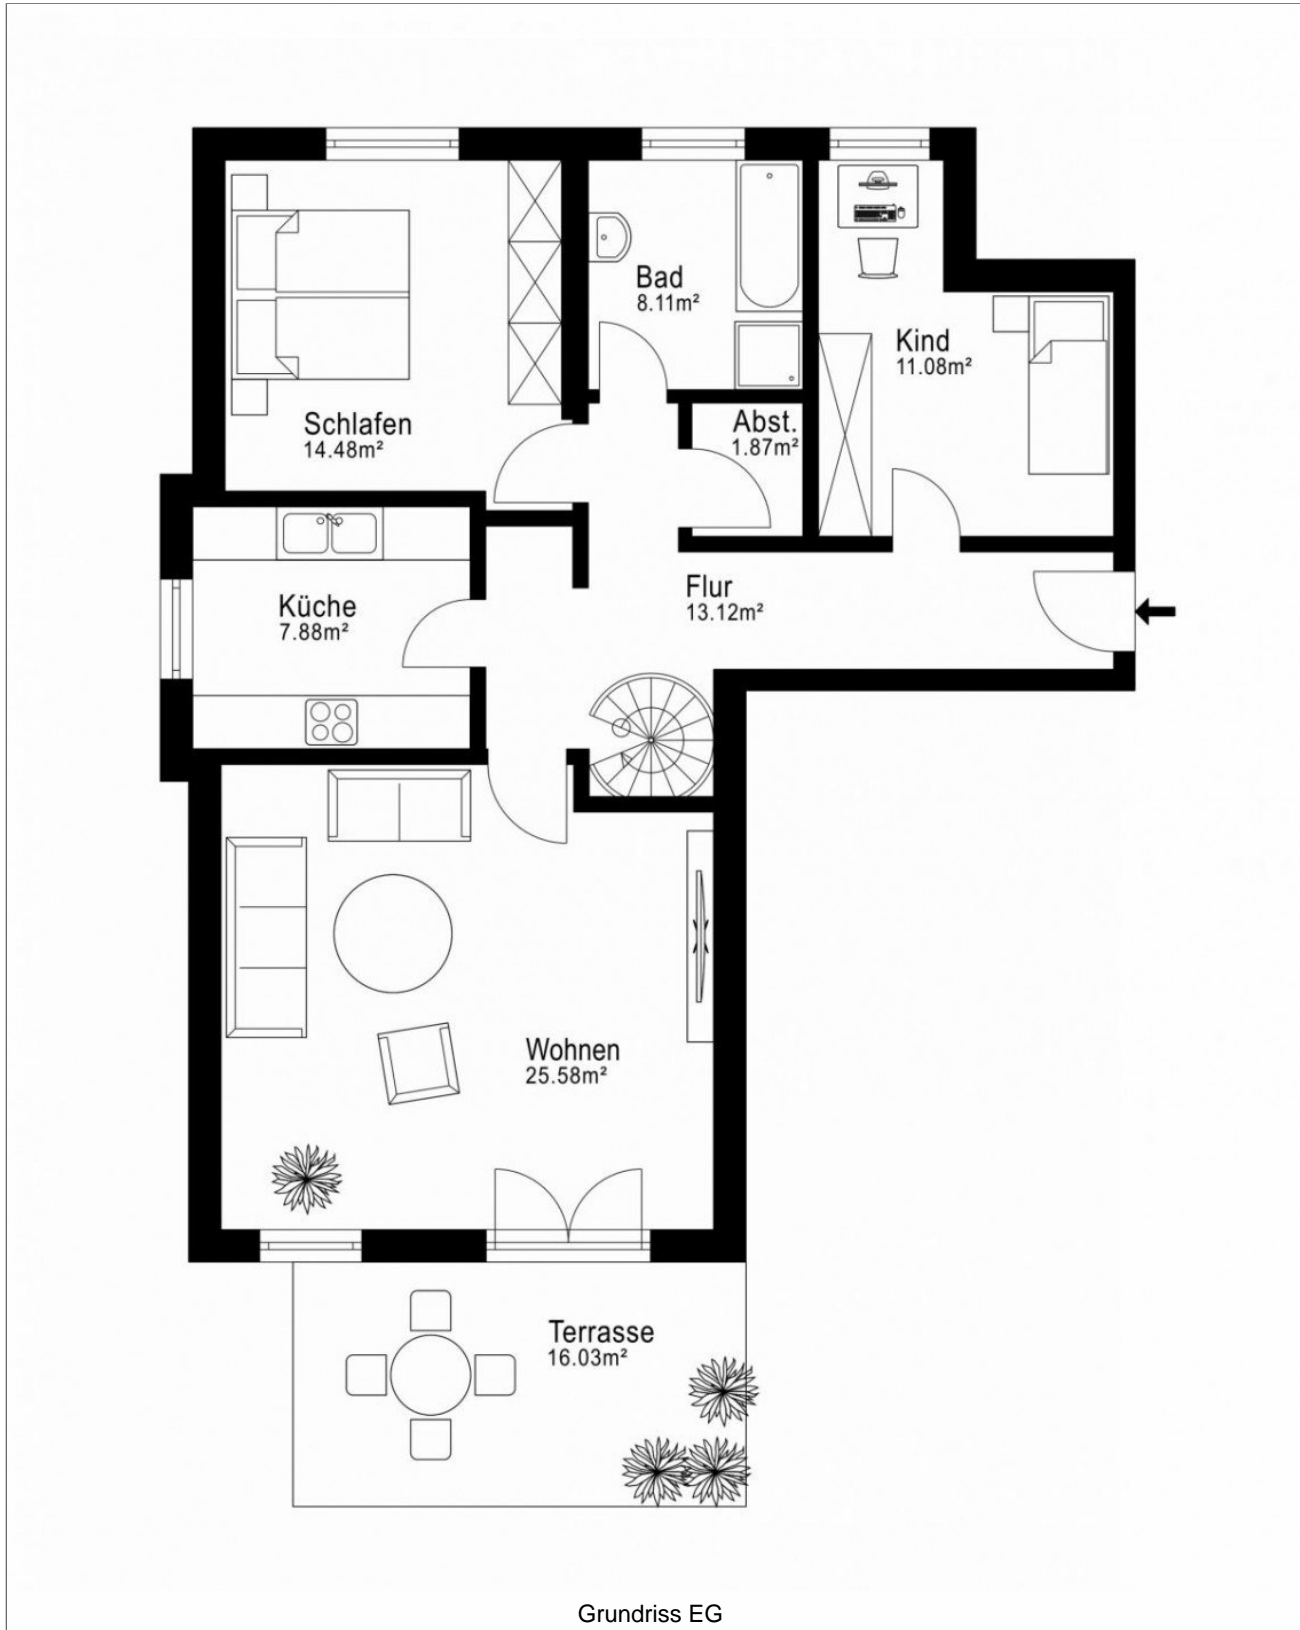 Bad
8.11m²
Kind
11.08m²
Schlafen
14.48m²
Abst.
1.87m²
Küche
7.88m²
Flur
13.12m²
Wohnen
25.58m²
Terrasse
16.03m²
Grundriss EG